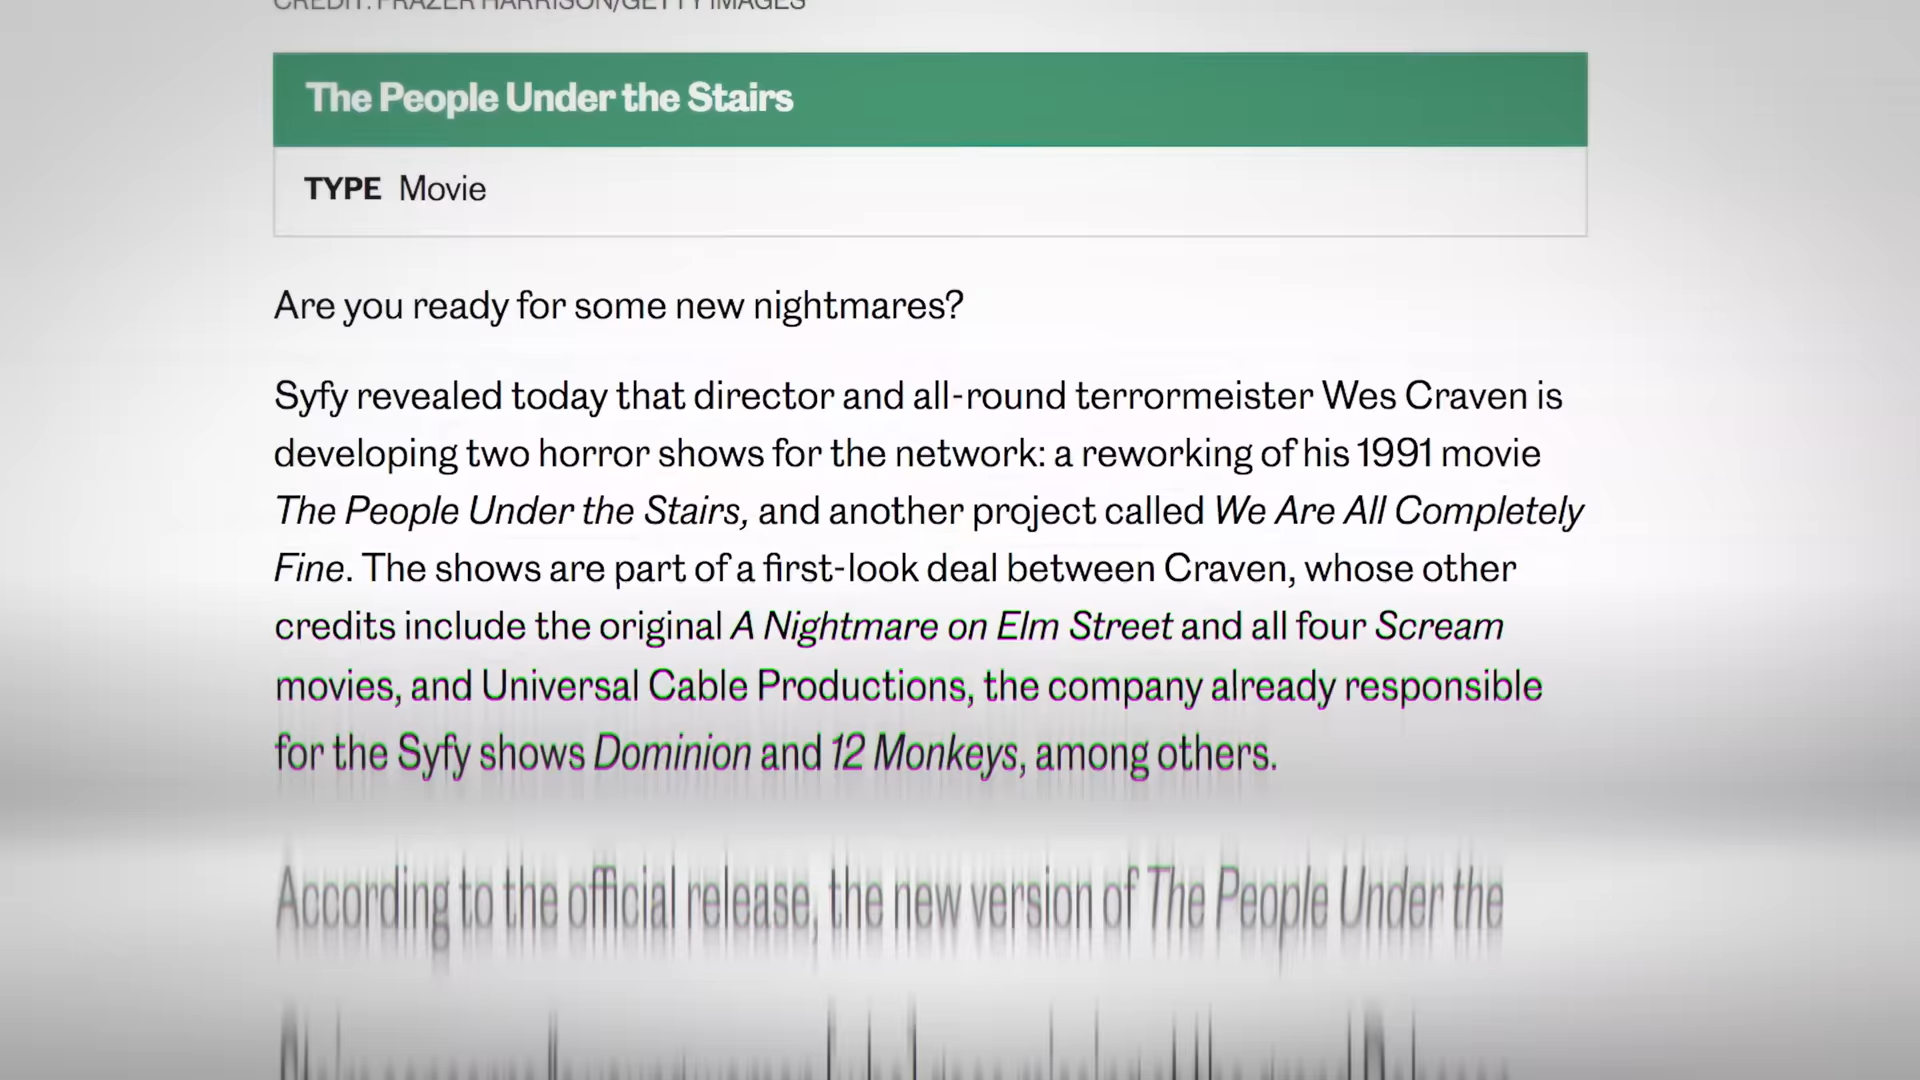 CREDIT: FRAZER HARRISON/GETTY IMAGES
The People Under the Stairs
TYPE Movie
Are you ready for some new nightmares?
Syfy revealed today that director and all-round terrormeister Wes Craven is
developing two horror shows for the network: a reworking of his 1991 movie
The People Under the Stairs, and another project called We Are All Completely
Fine. The shows are part of a first-look deal between Craven, whose other
credits include the original A Nightmare on Elm Street and all four Scream
movies, and Universal Cable Productions, the company already responsible
for the Syfy shows Dominion and 12 Monkeys, among others.
According to the official release, the new version of The People Under the